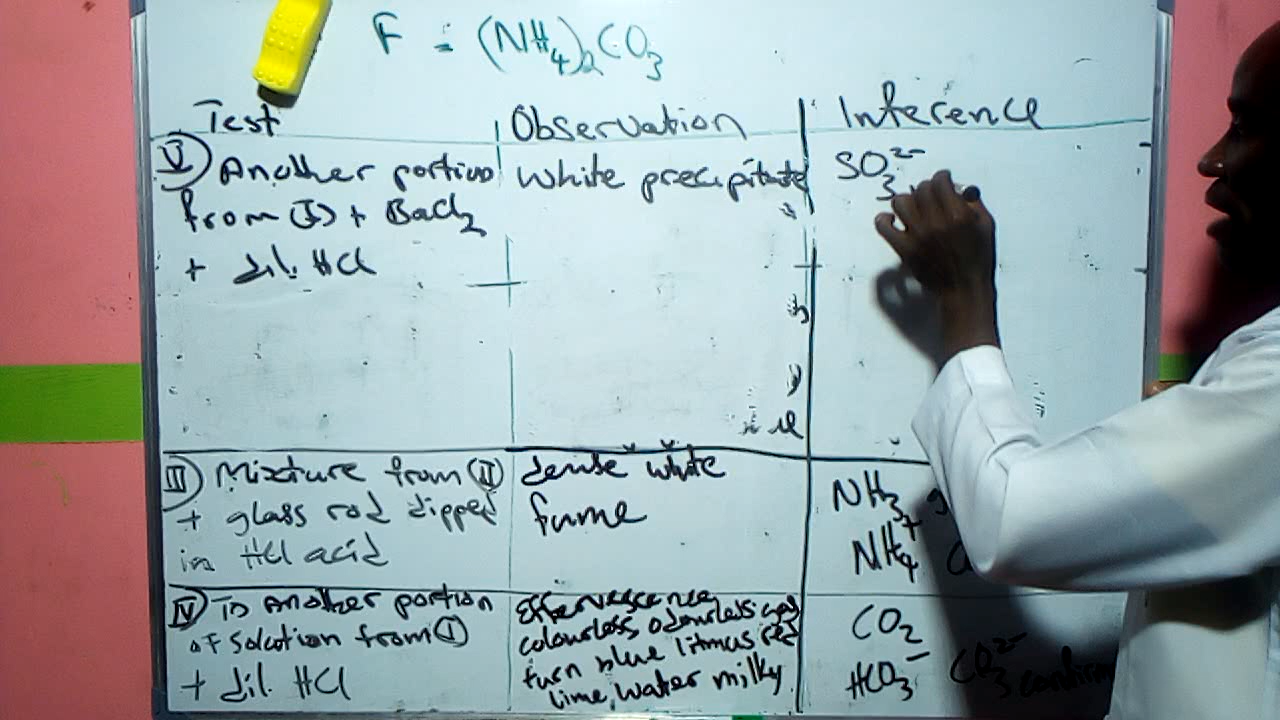 F = (NH4)2CO3
Test
Observation
Inference
V Another portion
from (I) + BaCl2
+ dil. HCl
White precipitate
SO3²⁻
III Mixture from (II)
+ glass rod dipped
in HCl acid
dense white
fume
NH3
NH4⁺
IV To Another portion
of solution from (I)
+ dil. HCl
Effervescence,
colourless, odourless gas
turn blue litmus red
lime, water milky
CO2
HCO3⁻ CO3²⁻ confirm